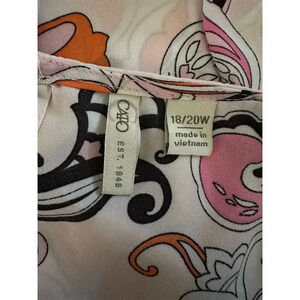 CATO
EST. 1946
18/20W
made in
vietnam